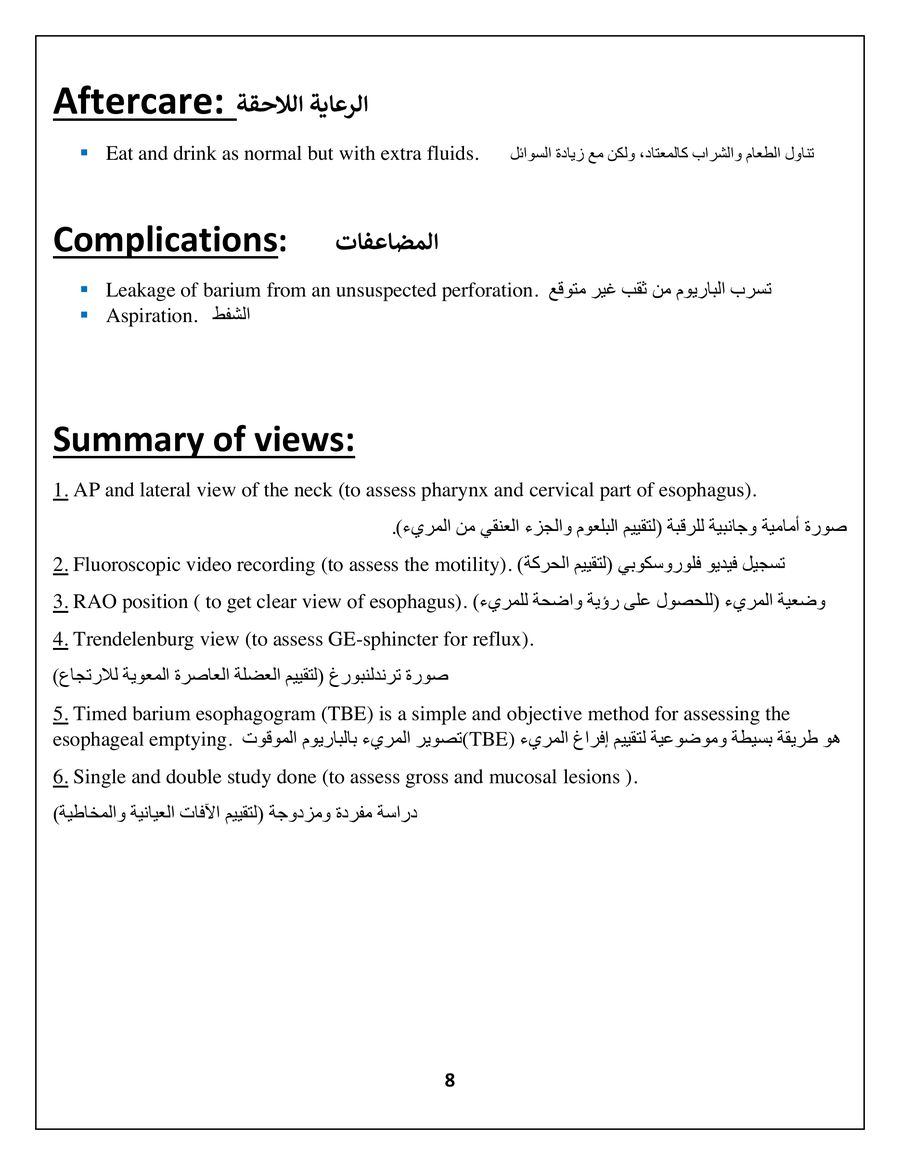 Aftercare: الرعاية اللاحقة
▪ Eat and drink as normal but with extra fluids. تناول الطعام والشراب كالمعتاد، ولكن مع زيادة السوائل
Complications: المضاعفات
▪ Leakage of barium from an unsuspected perforation. تسرب الباريوم من ثقب غير متوقع
▪ Aspiration. الشفط
Summary of views:
1. AP and lateral view of the neck (to assess pharynx and cervical part of esophagus).
صورة أمامية وجانبية للرقبة (لتقييم البلعوم والجزء العنقي من المريء).
2. Fluoroscopic video recording (to assess the motility). تسجيل فيديو فلوروسكوبي (لتقييم الحركة)
3. RAO position ( to get clear view of esophagus). وضعية المريء (للحصول على رؤية واضحة للمريء)
4. Trendelenburg view (to assess GE-sphincter for reflux).
صورة ترندلنبورغ (لتقييم العضلة العاصرة المعوية للارتجاع)
5. Timed barium esophagogram (TBE) is a simple and objective method for assessing the
esophageal emptying. تصوير المريء بالباريوم الموقوت(TBE) هو طريقة بسيطة وموضوعية لتقييم إفراغ المريء
6. Single and double study done (to assess gross and mucosal lesions ).
دراسة مفردة ومزدوجة (لتقييم الآفات العيانية والمخاطية)
8